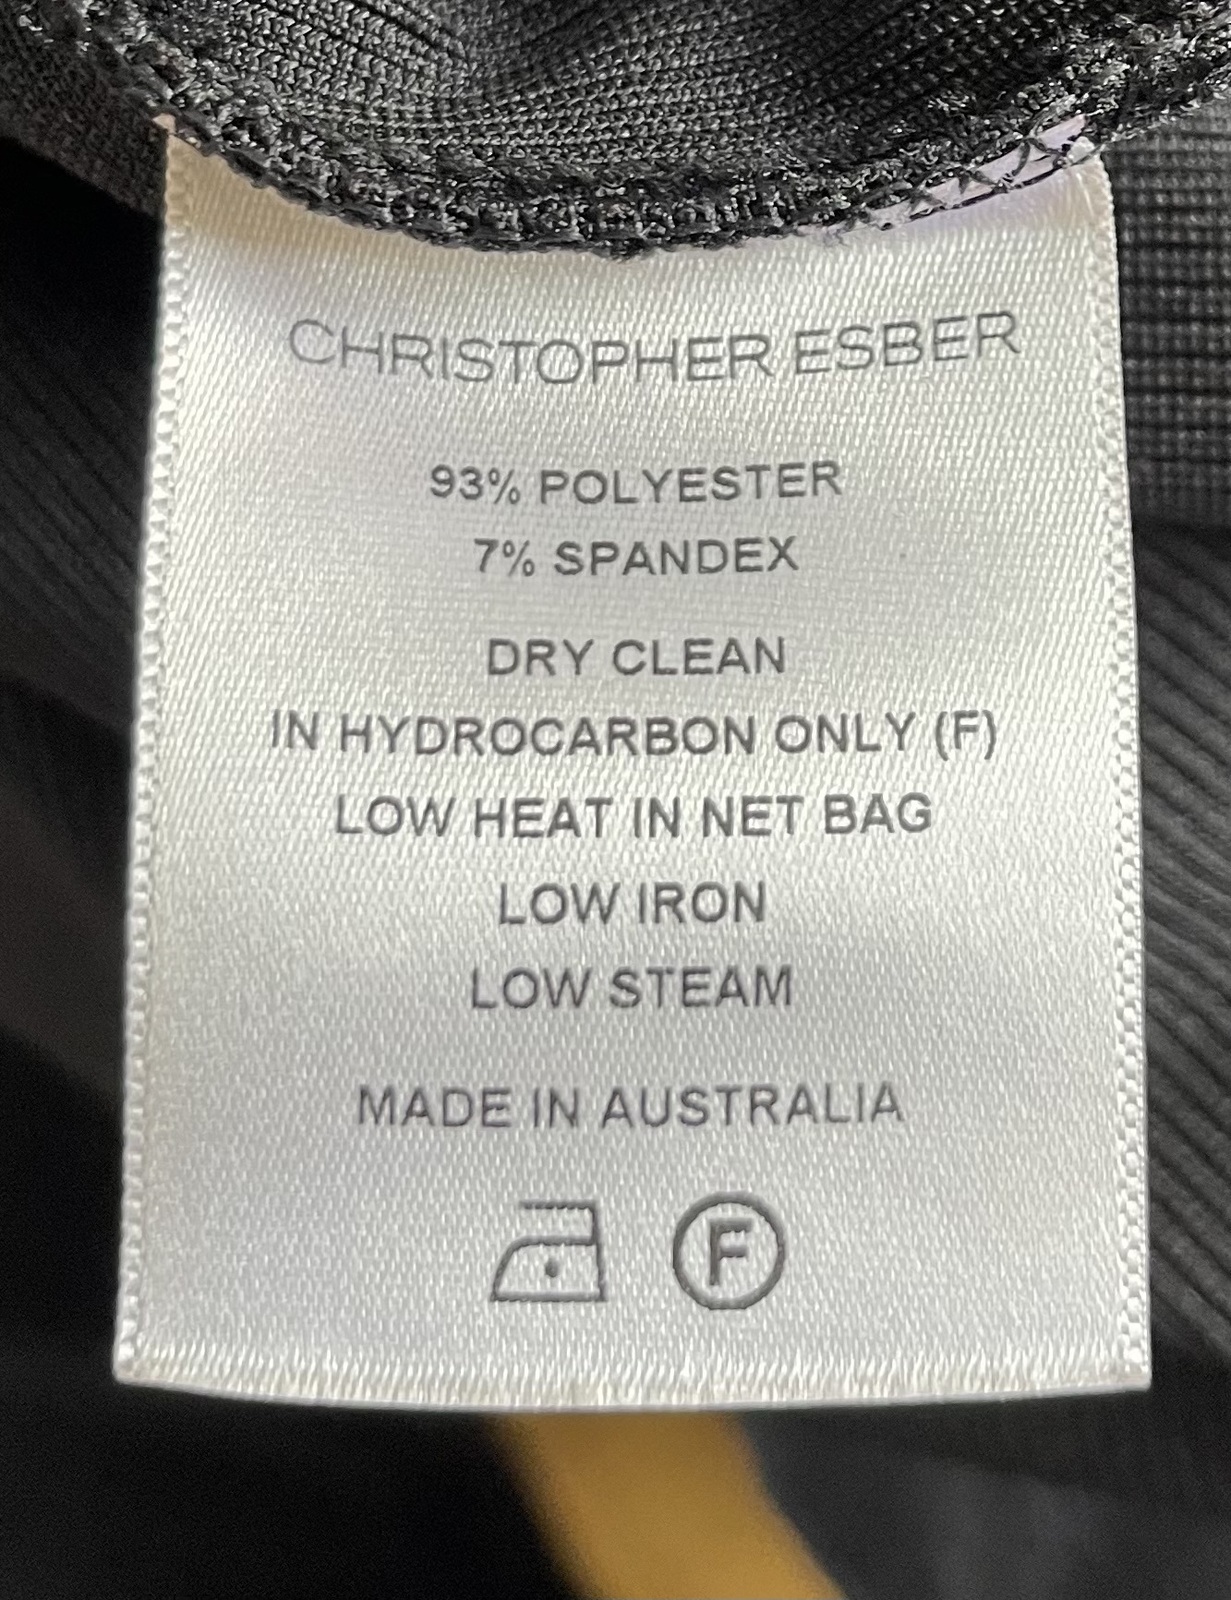 CHRISTOPHER ESBER
93% POLYESTER
7% SPANDEX
DRY CLEAN
IN HYDROCARBON ONLY (F)
LOW HEAT IN NET BAG
LOW IRON
LOW STEAM
MADE IN AUSTRALIA
F